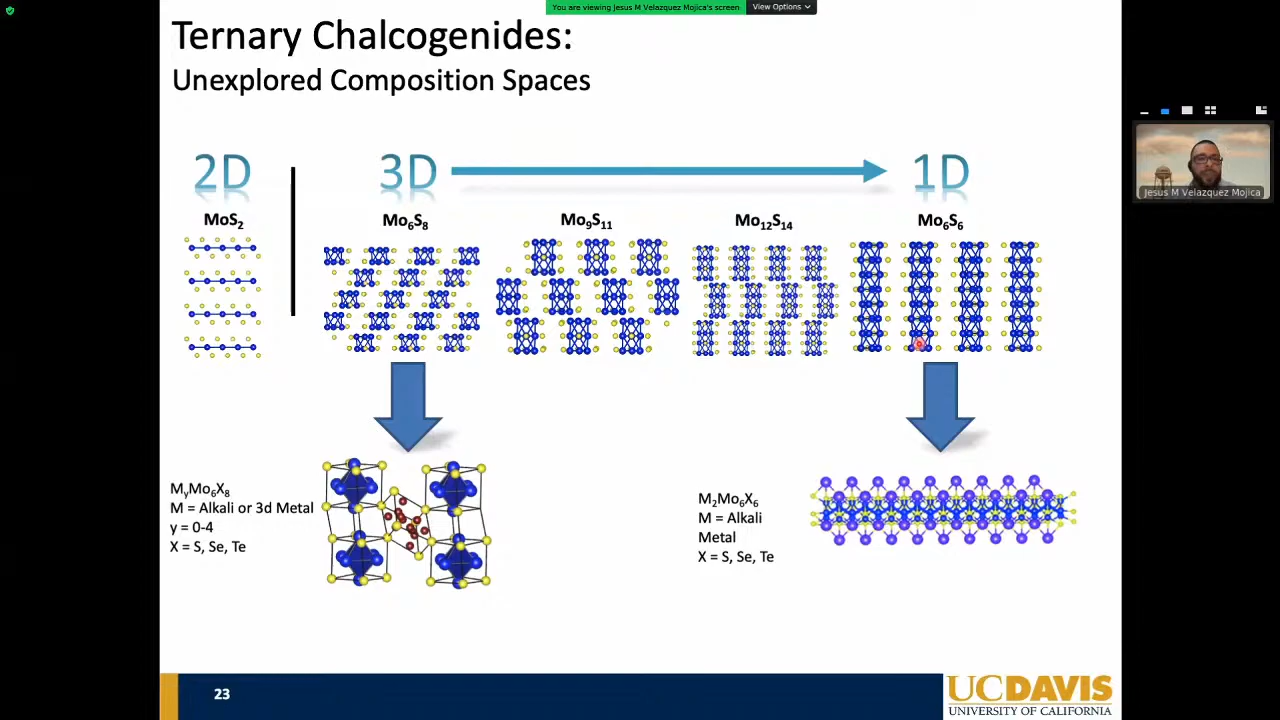 You are viewing Jesus M Velazquez Mojica's screen
View Options
Ternary Chalcogenides:
Unexplored Composition Spaces
2D
3D
1D
MoS₂
Mo₆S₈
Mo₉S₁₁
Mo₁₂S₁₄
Mo₆S₆
Jesus M Velazquez Mojica
MᵧMo₆X₈
M = Alkali or 3d Metal
y = 0-4
X = S, Se, Te
M₂Mo₆X₆
M = Alkali
Metal
X = S, Se, Te
23
UCDAVIS
UNIVERSITY OF CALIFORNIA